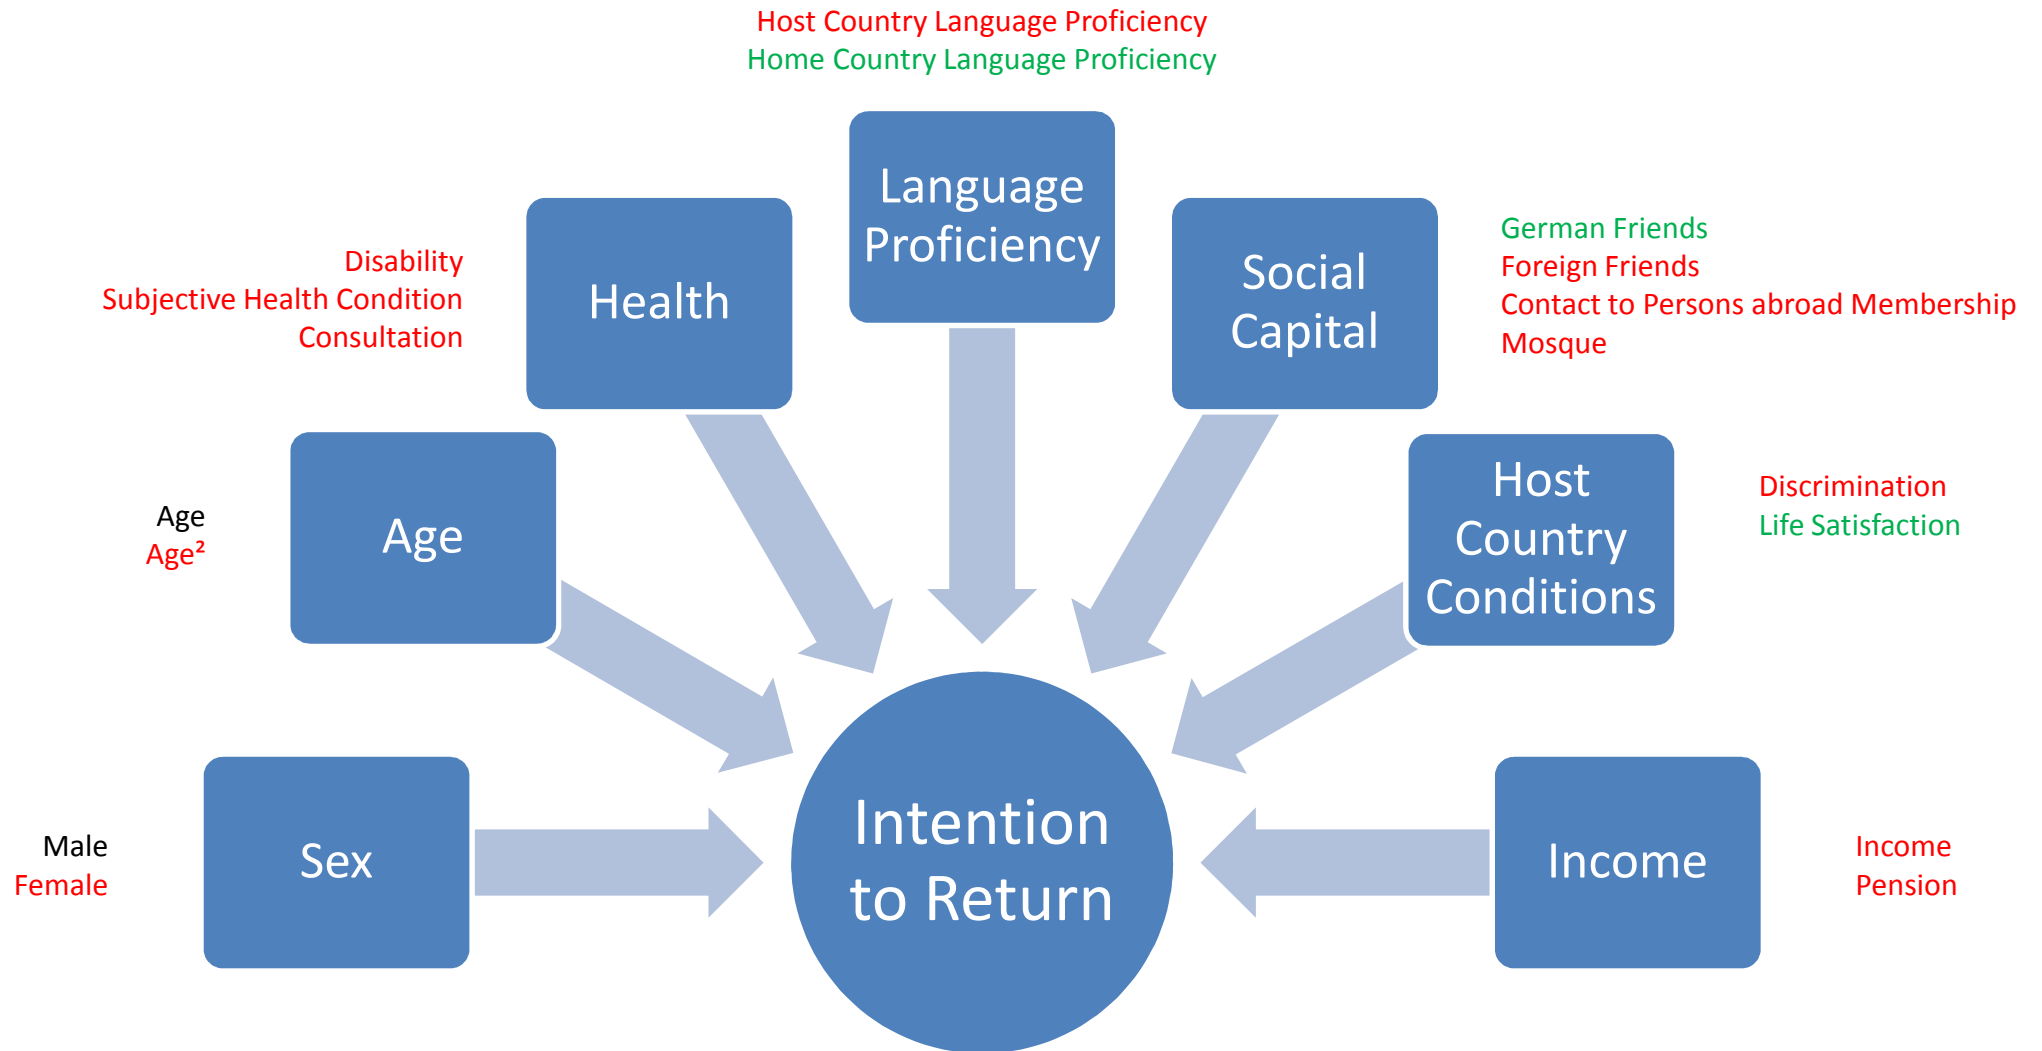 Host Country Language Proficiency
Home Country Language Proficiency
Language
Proficiency
Disability
Subjective Health Condition
Consultation
Health
Social
Capital
German Friends
Foreign Friends
Contact to Persons abroad Membership
Mosque
Age
Age²
Age
Host
Country
Conditions
Discrimination
Life Satisfaction
Male
Female
Sex
Intention
to Return
Income
Income
Pension